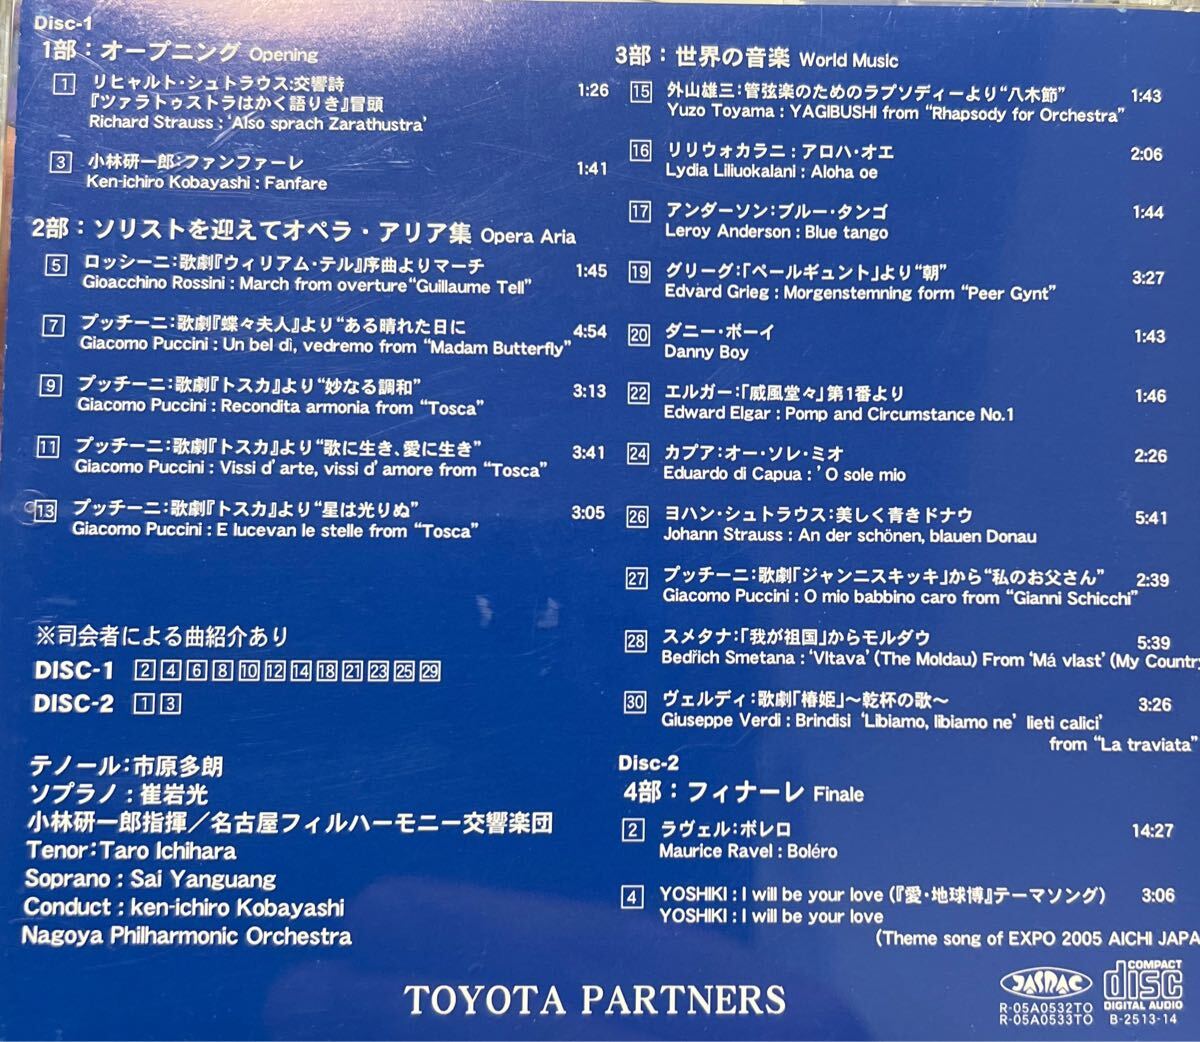 Disc-1
1部：オープニング Opening
1 リヒャルト・シュトラウス:交響詩 1:26
『ツァラトゥストラはかく語りき』冒頭
Richard Strauss : 'Also sprach Zarathustra'
3 小林研一郎:ファンファーレ 1:41
Ken-ichiro Kobayashi : Fanfare
2部：ソリストを迎えてオペラ・アリア集 Opera Aria
5 ロッシーニ:歌劇『ウィリアム・テル』序曲よりマーチ 1:45
Gioacchino Rossini : March from overture "Guillaume Tell"
7 プッチーニ:歌劇『蝶々夫人』より"ある晴れた日に 4:54
Giacomo Puccini : Un bel dì, vedremo from "Madam Butterfly"
9 プッチーニ:歌劇『トスカ』より"妙なる調和" 3:13
Giacomo Puccini : Recondita armonia from "Tosca"
11 プッチーニ:歌劇『トスカ』より"歌に生き、愛に生き" 3:41
Giacomo Puccini : Vissi d'arte, vissi d'amore from "Tosca"
13 プッチーニ:歌劇『トスカ』より"星は光りぬ" 3:05
Giacomo Puccini : E lucevan le stelle from "Tosca"
※司会者による曲紹介あり
DISC-1 2 4 6 8 10 12 14 18 21 23 25 29
DISC-2 1 3
テノール:市原多朗
ソプラノ：崔岩光
小林研一郎指揮／名古屋フィルハーモニー交響楽団
Tenor:Taro Ichihara
Soprano : Sai Yanguang
Conduct : ken-ichiro Kobayashi
Nagoya Philharmonic Orchestra
3部：世界の音楽 World Music
15 外山雄三:管弦楽のためのラプソディーより"八木節" 1:43
Yuzo Toyama : YAGIBUSHI from "Rhapsody for Orchestra"
16 リリウォカラニ：アロハ・オエ 2:06
Lydia Liliuokalani : Aloha oe
17 アンダーソン:ブルー・タンゴ 1:44
Leroy Anderson : Blue tango
19 グリーグ:「ペールギュント」より"朝" 3:27
Edvard Grieg : Morgenstemning form "Peer Gynt"
20 ダニー・ボーイ 1:43
Danny Boy
22 エルガー:「威風堂々」第1番より 1:46
Edward Elgar : Pomp and Circumstance No.1
24 カプア:オー・ソレ・ミオ 2:26
Eduardo di Capua : 'O sole mio
26 ヨハン・シュトラウス:美しく青きドナウ 5:41
Johann Strauss : An der schönen, blauen Donau
27 プッチーニ:歌劇「ジャンニスキッキ」から"私のお父さん" 2:39
Giacomo Puccini : O mio babbino caro from "Gianni Schicchi"
28 スメタナ:「我が祖国」からモルダウ 5:39
Bedřich Smetana : 'Vltava' (The Moldau) From 'Má vlast' (My Country
30 ヴェルディ:歌劇「椿姫」〜乾杯の歌〜 3:26
Giuseppe Verdi : Brindisi 'Libiamo, libiamo ne' lieti calici'
from "La traviata"
Disc-2
4部：フィナーレ Finale
2 ラヴェル:ボレロ 14:27
Maurice Ravel : Boléro
4 YOSHIKI : I will be your love (『愛・地球博』テーマソング) 3:06
YOSHIKI : I will be your love
(Theme song of EXPO 2005 AICHI JAPA
TOYOTA PARTNERS
JASRAC
R-05A0532TO
R-05A0533TO
COMPACT
disc
DIGITAL AUDIO
B-2513-14